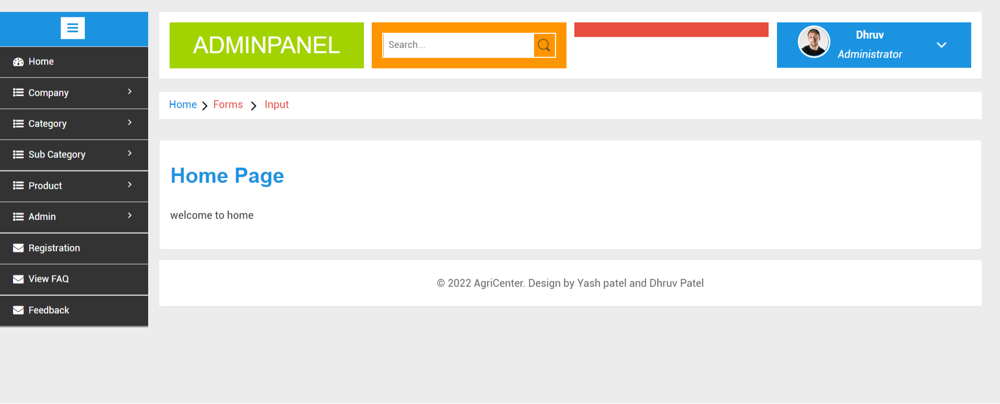 ADMINPANEL
Search...
Dhruv
Administrator
Home
Company
Category
Sub Category
Product
Admin
Registration
View FAQ
Feedback
Home Forms Input
Home Page
welcome to home
© 2022 AgriCenter. Design by Yash patel and Dhruv Patel